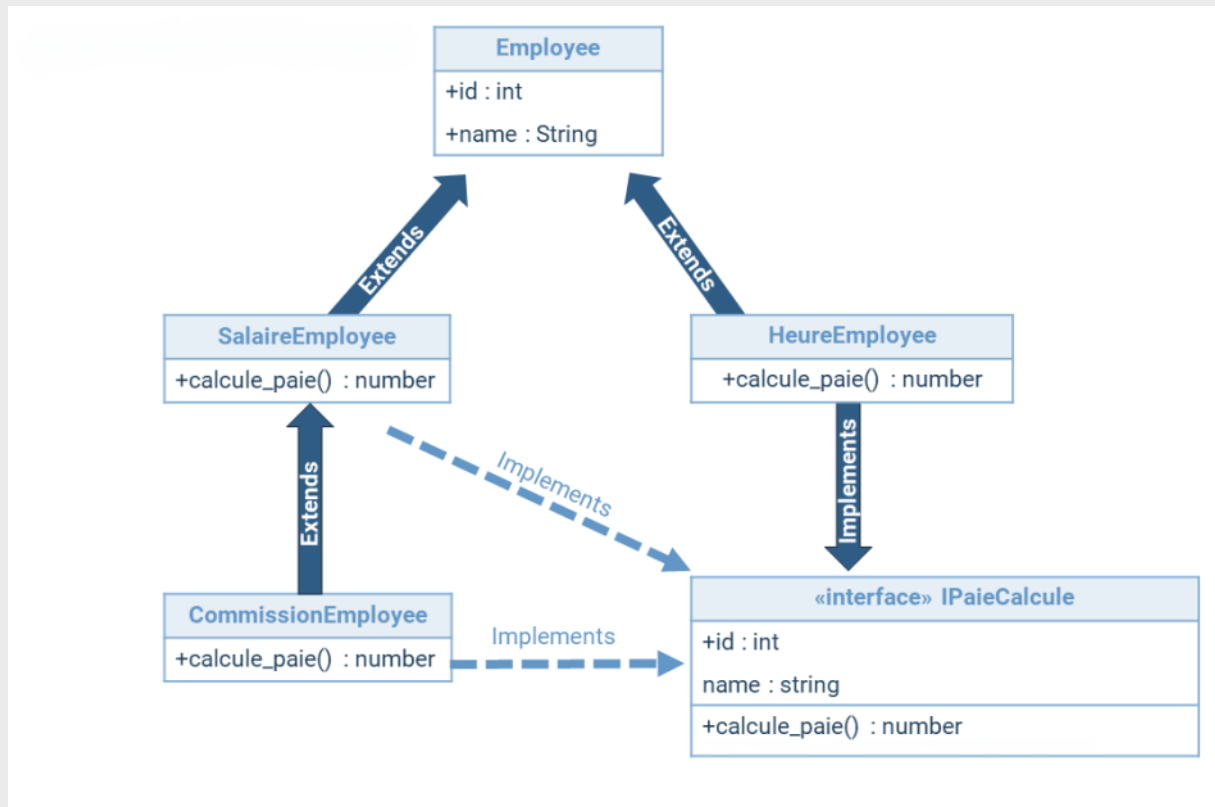 Employee
+id : int
+name : String
Extends
Extends
SalaireEmployee
+calcule_paie() : number
HeureEmployee
+calcule_paie() : number
Extends
Implements
Implements
CommissionEmployee
+calcule_paie() : number
Implements
«interface» IPaieCalcule
+id : int
name : string
+calcule_paie() : number